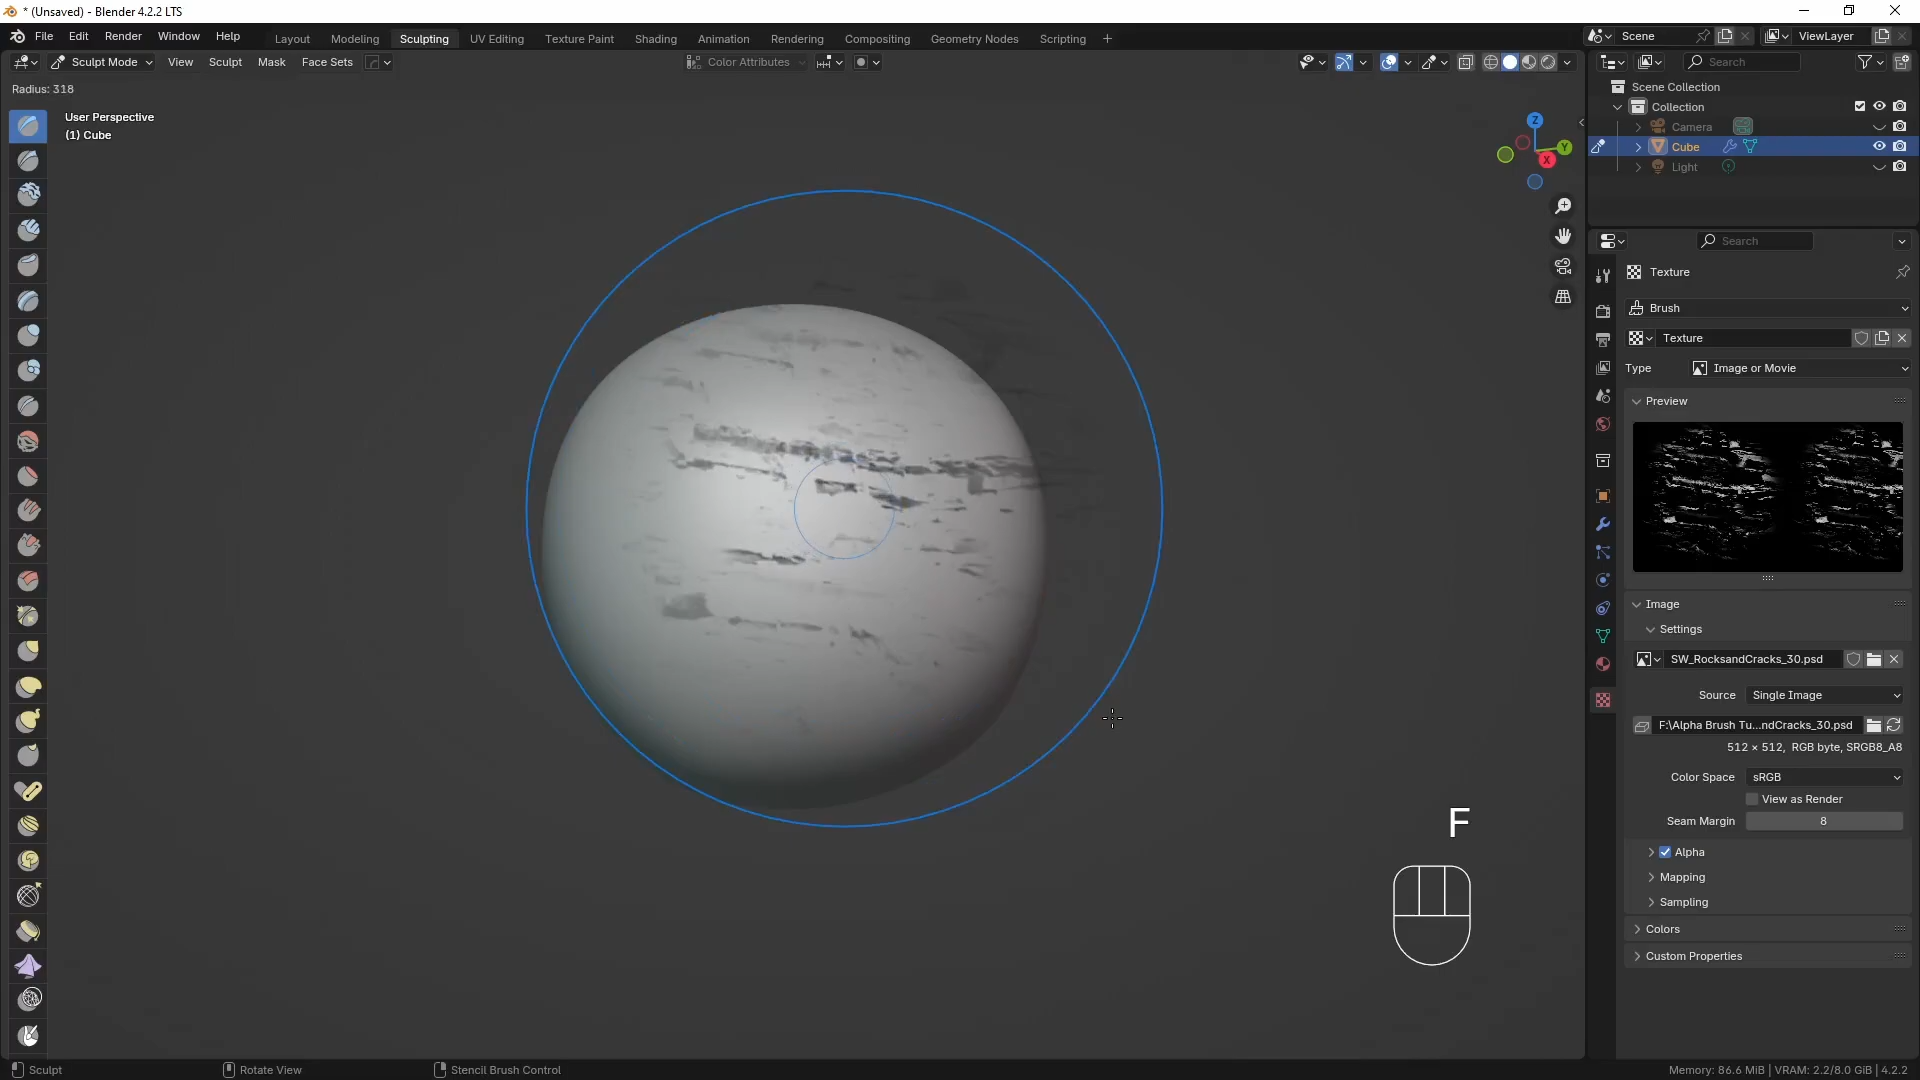 * (Unsaved) - Blender 4.2.2 LTS
File Edit Render Window Help
Layout Modeling Sculpting UV Editing Texture Paint Shading Animation Rendering Compositing Geometry Nodes Scripting +
Scene
ViewLayer
Sculpt Mode View Sculpt Mask Face Sets
Color Attributes
Search
Radius: 318
User Perspective
(1) Cube
Z
Y
X
Scene Collection
Collection
Camera
Cube
Light
Search
Texture
Brush
Texture
Type Image or Movie
Preview
Image
Settings
SW_RocksandCracks_30.psd
Source Single Image
F:\Alpha Brush Tu...ndCracks_30.psd
512 × 512, RGB byte, SRGB8_A8
Color Space sRGB
View as Render
Seam Margin 8
Alpha
Mapping
Sampling
Colors
Custom Properties
F
Sculpt
Rotate View
Stencil Brush Control
Memory: 86.6 MiB | VRAM: 2.2/8.0 GiB | 4.2.2